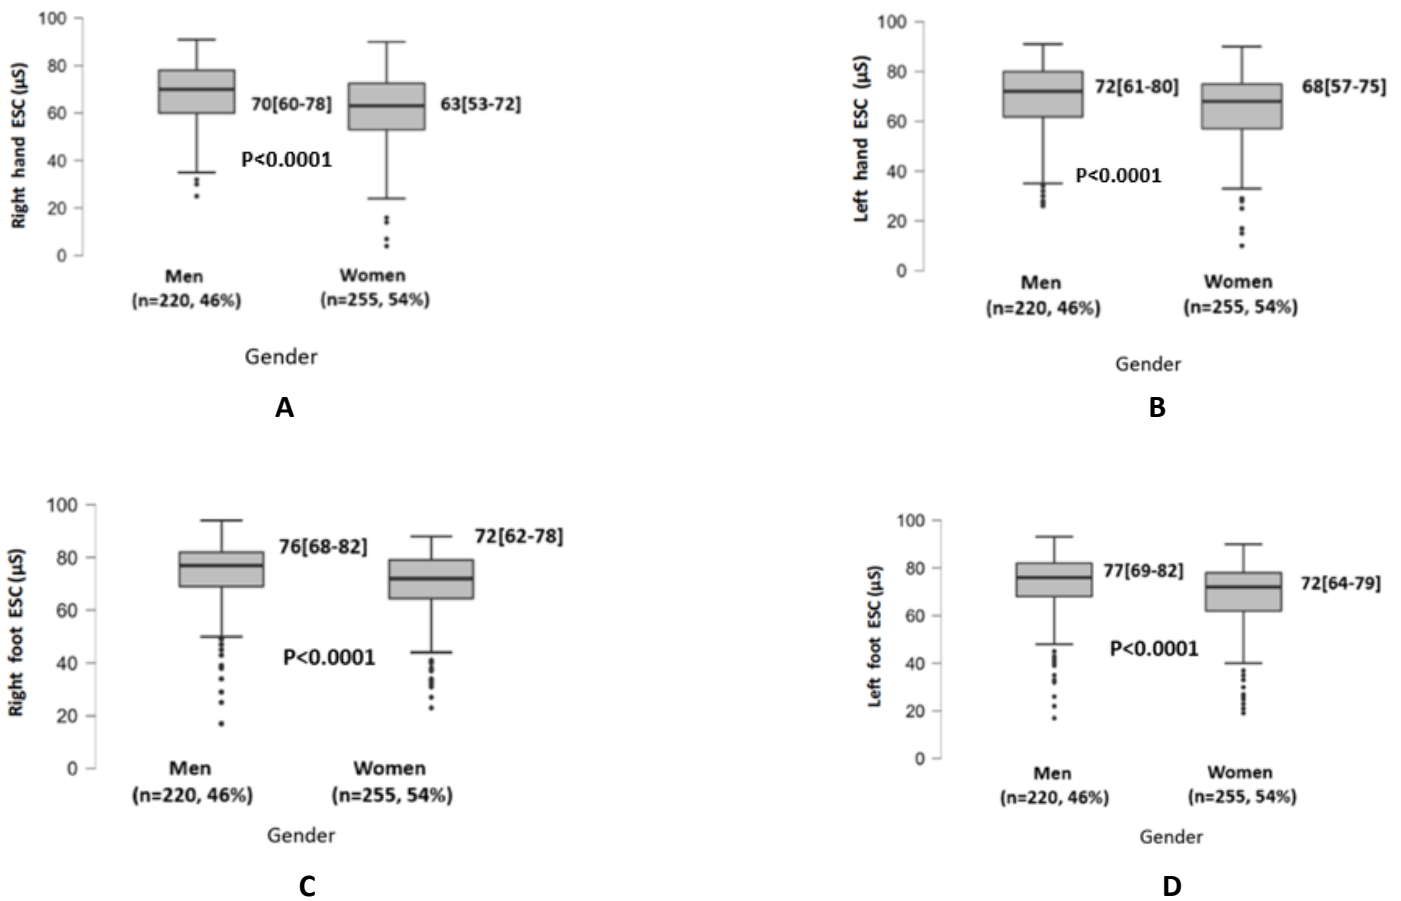 Right hand ESC (µS)
100
80
60
40
20
0
70[60-78]
63[53-72]
P<0.0001
Men
(n=220, 46%)
Women
(n=255, 54%)
Gender
A
Left hand ESC (µS)
100
80
60
40
20
0
72[61-80]
68[57-75]
P<0.0001
Men
(n=220, 46%)
Women
(n=255, 54%)
Gender
B
Right foot ESC (µS)
100
80
60
40
20
0
76[68-82]
72[62-78]
P<0.0001
Men
(n=220, 46%)
Women
(n=255, 54%)
Gender
C
Left foot ESC (µS)
100
80
60
40
20
0
77[69-82]
72[64-79]
P<0.0001
Men
(n=220, 46%)
Women
(n=255, 54%)
Gender
D